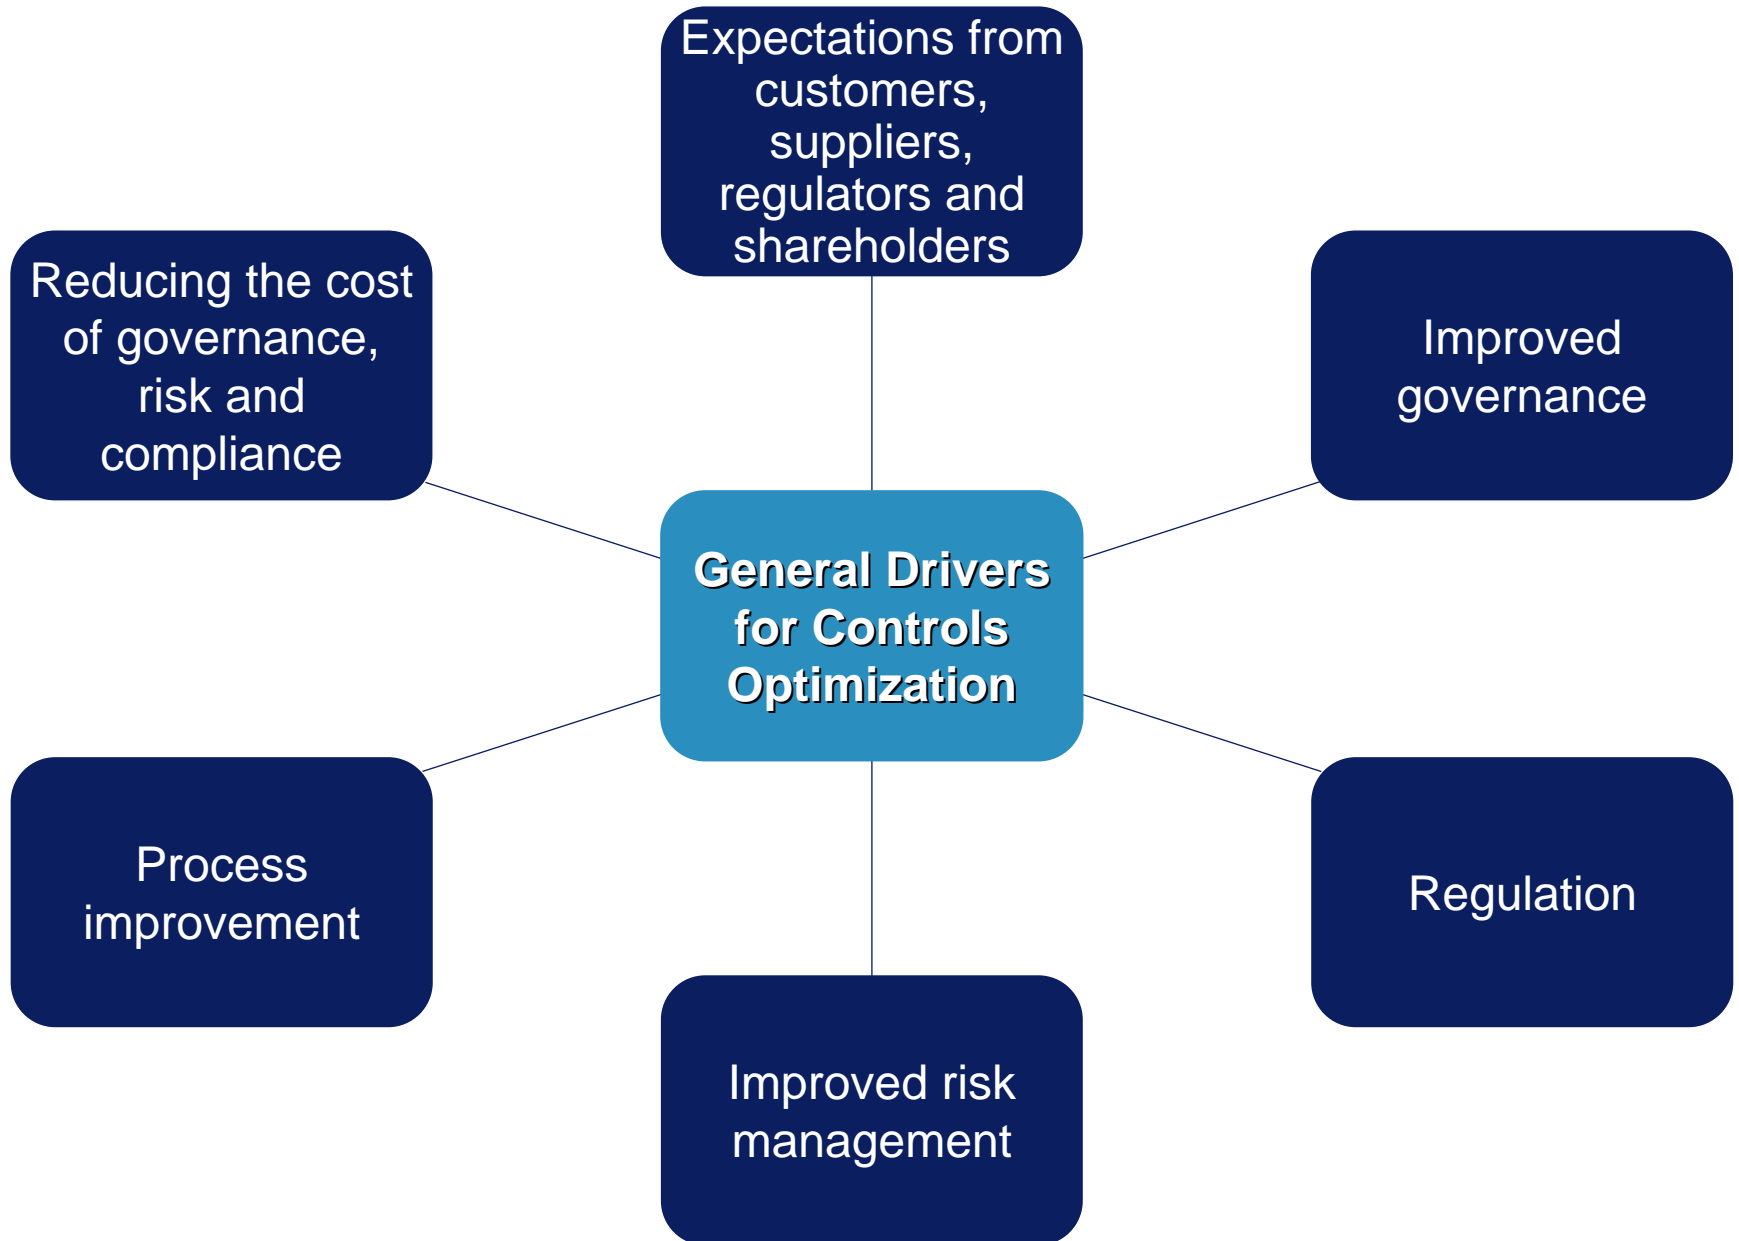 Expectations from
customers,
suppliers,
regulators and
shareholders
Reducing the cost
of governance,
risk and
compliance
Improved
governance
General Drivers
for Controls
Optimization
Process
improvement
Regulation
Improved risk
management